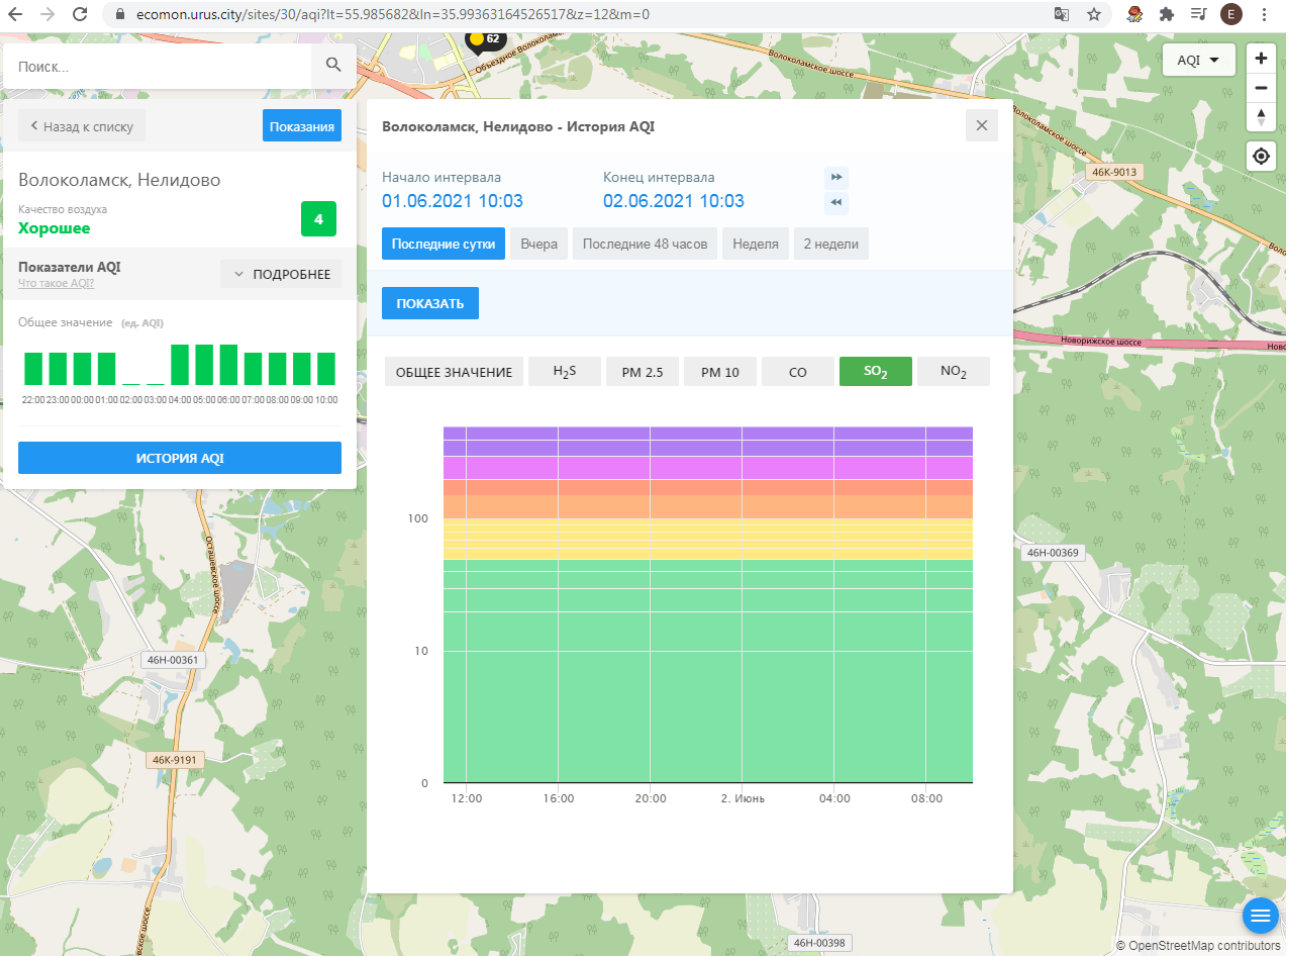 ecomon.urus.city/sites/30/aqi?lt=55.985682&ln=35.99363164526517&z=12&m=0
E
62
Объездное Волоколам
Волоколамское шоссе
Поиск...
AQI
Назад к списку
Показания
Волоколамск, Нелидово - История AQI
Волоколамское шоссе
46К-9013
Волоколамск, Нелидово
Начало интервала
Конец интервала
01.06.2021 10:03
02.06.2021 10:03
Качество воздуха
Хорошее
4
Последние сутки
Вчера
Последние 48 часов
Неделя
2 недели
Показатели AQI
Что такое AQI?
ПОДРОБНЕЕ
ПОКАЗАТЬ
Общее значение (ед. AQI)
22:00 23:00 00:00 01:00 02:00 03:00 04:00 05:00 06:00 07:00 08:00 09:00 10:00
Новорижское шоссе
Ново
ОБЩЕЕ ЗНАЧЕНИЕ
H2S
PM 2.5
PM 10
CO
SO2
NO2
ИСТОРИЯ AQI
100
10
0
12:00
16:00
20:00
2. Июнь
04:00
08:00
Осташевское шоссе
46Н-00369
46Н-00361
46К-9191
46Н-00398
© OpenStreetMap contributors